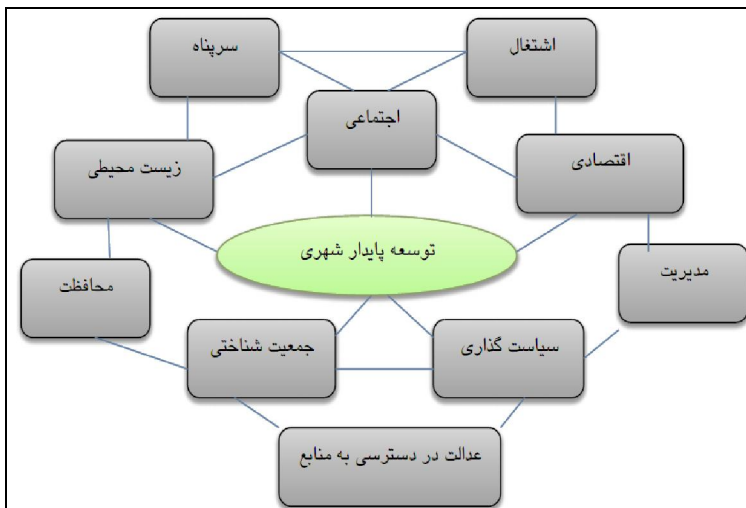 اشتغال
سرپناه
اجتماعی
اقتصادی
زیست محیطی
توسعه پایدار شهری
مدیریت
محافظت
سیاست گذاری
جمعیت شناختی
عدالت در دسترسی به منابع